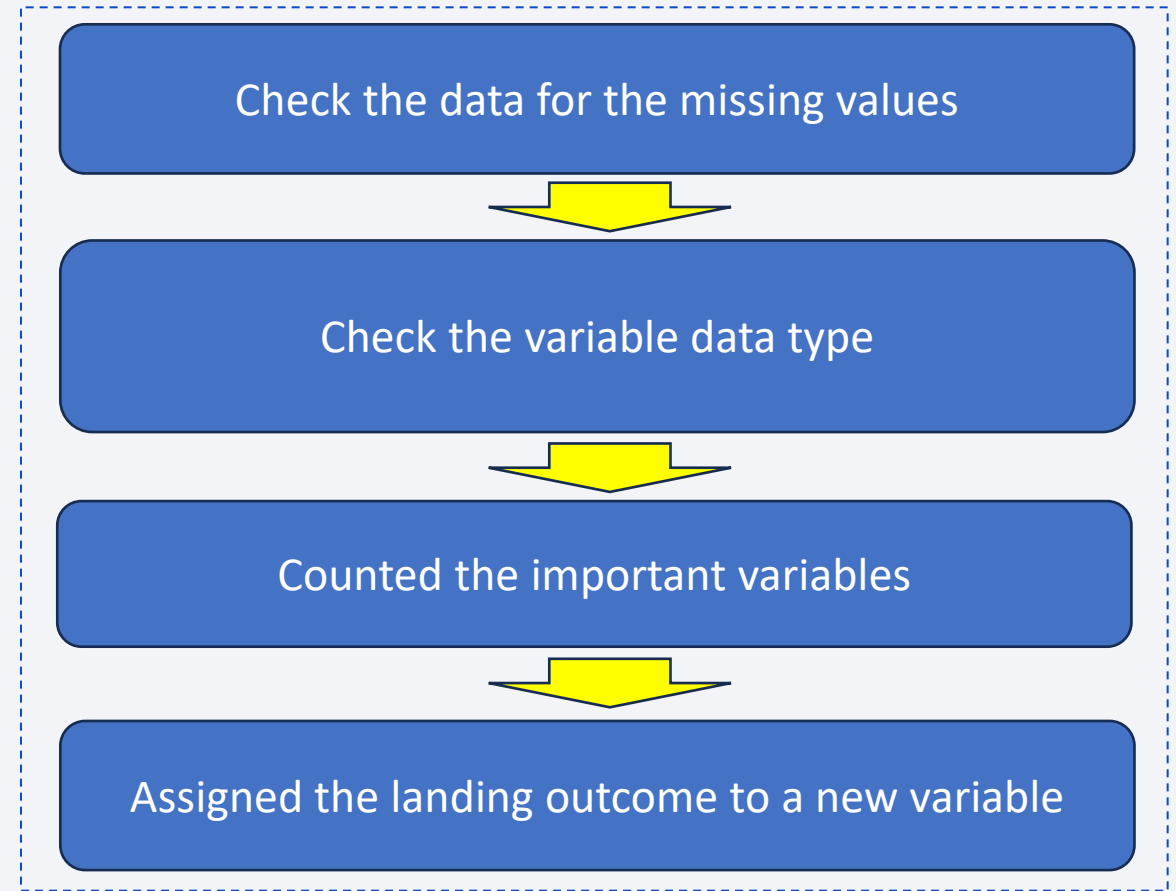 Check the data for the missing values
Check the variable data type
Counted the important variables
Assigned the landing outcome to a new variable